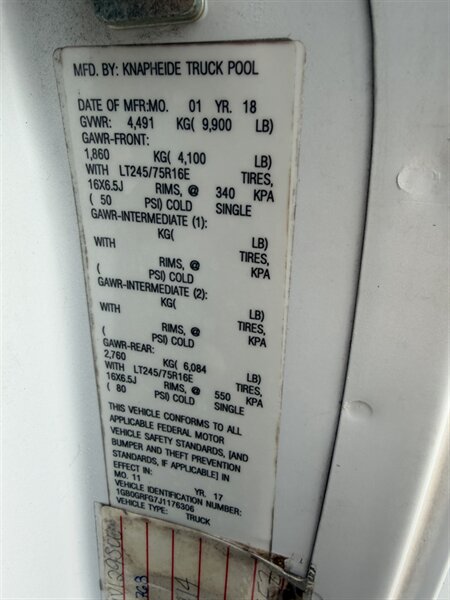 MFD. BY: KNAPHEIDE TRUCK POOL
DATE OF MFR:MO. 01 YR. 18
GVWR: 4,491 KG( 9,900 LB)
GAWR-FRONT:
1,860 KG( 4,100 LB)
WITH LT245/75R16E TIRES,
16X6.5J RIMS, @ 340 KPA
( 50 PSI) COLD SINGLE
GAWR-INTERMEDIATE (1):
KG( LB)
WITH TIRES,
RIMS, @ KPA
( PSI) COLD
GAWR-INTERMEDIATE (2):
KG( LB)
WITH TIRES,
RIMS, @ KPA
( PSI) COLD
GAWR-REAR:
2,760 KG( 6,084 LB)
WITH LT245/75R16E TIRES,
16X6.5J RIMS, @ 550 KPA
( 80 PSI) COLD SINGLE
THIS VEHICLE CONFORMS TO ALL
APPLICABLE FEDERAL MOTOR
VEHICLE SAFETY STANDARDS, [AND
BUMPER AND THEFT PREVENTION
STANDARDS, IF APPLICABLE] IN
EFFECT IN:
MO. 11 YR. 17
VEHICLE IDENTIFICATION NUMBER:
1GB0GRFG7J1176306
VEHICLE TYPE: TRUCK
363